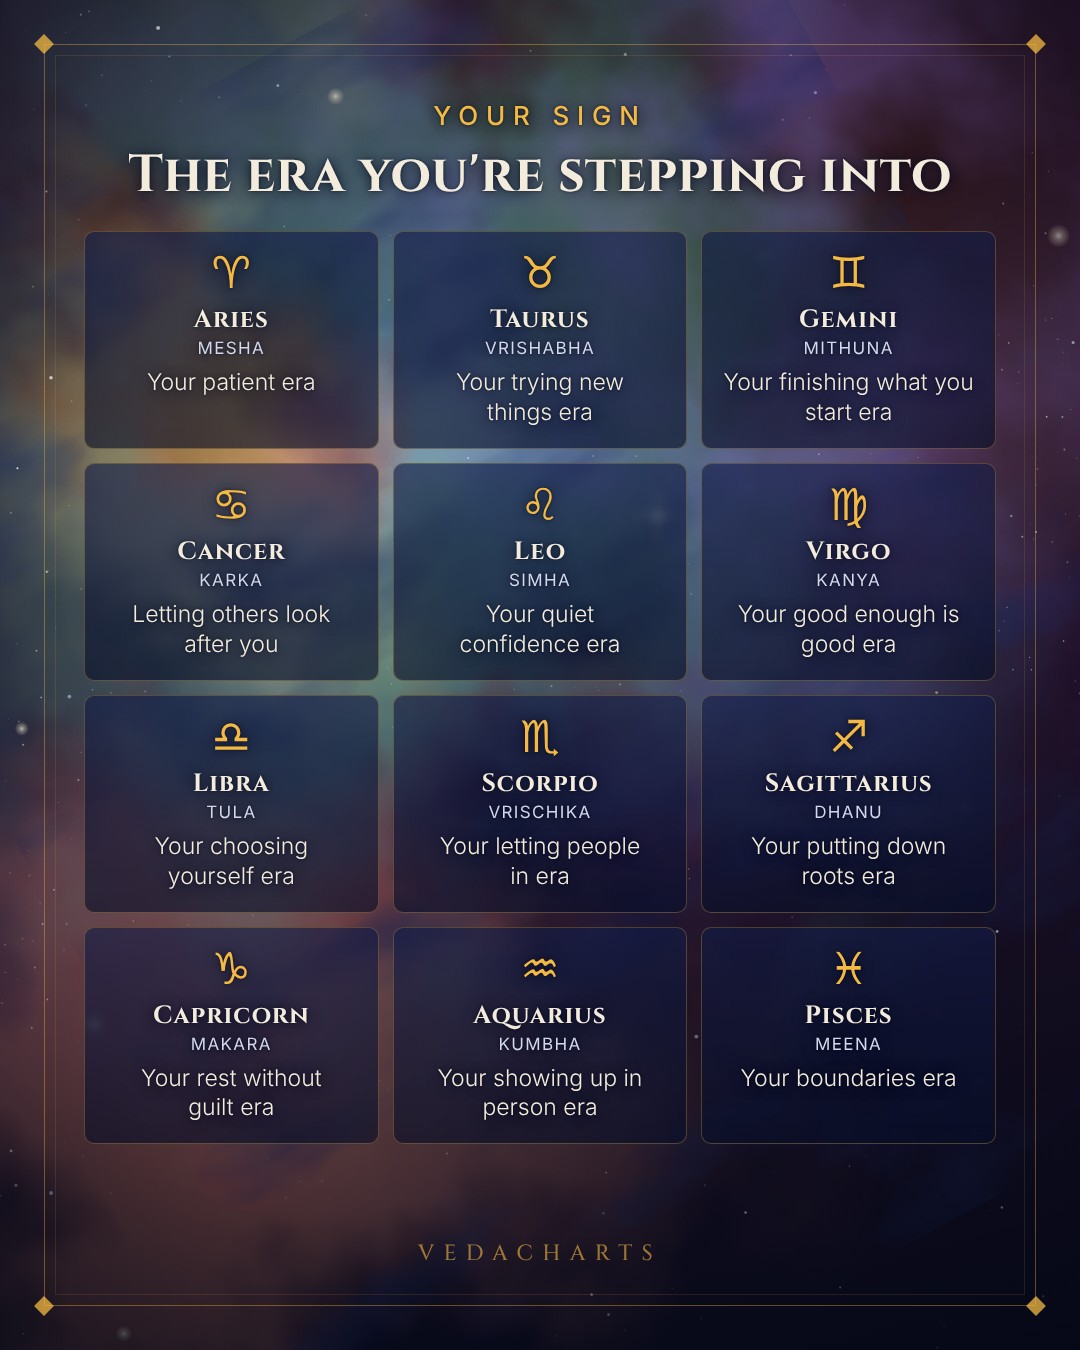 YOUR SIGN
THE ERA YOU'RE STEPPING INTO
♈ ♉ ♊
ARIES TAURUS GEMINI
MESHA VRISHABHA MITHUNA
Your patient era
Your trying new
things era
Your finishing what you
start era
♋ ♌ ♍
CANCER LEO VIRGO
KARKA SIMHA KANYA
Letting others look
after you
Your quiet
confidence era
Your good enough is
good era
♎ ♏ ♐
LIBRA SCORPIO SAGITTARIUS
TULA VRISCHIKA DHANU
Your choosing
yourself era
Your letting people
in era
Your putting down
roots era
♑ ♒ ♓
CAPRICORN AQUARIUS PISCES
MAKARA KUMBHA MEENA
Your rest without
guilt era
Your showing up in
person era
Your boundaries era
VEDACHARTS